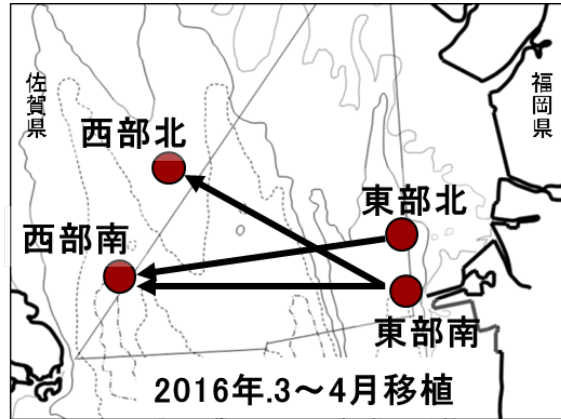 佐賀県
福岡県
西部北
東部北
西部南
東部南
2016年.3～4月移植